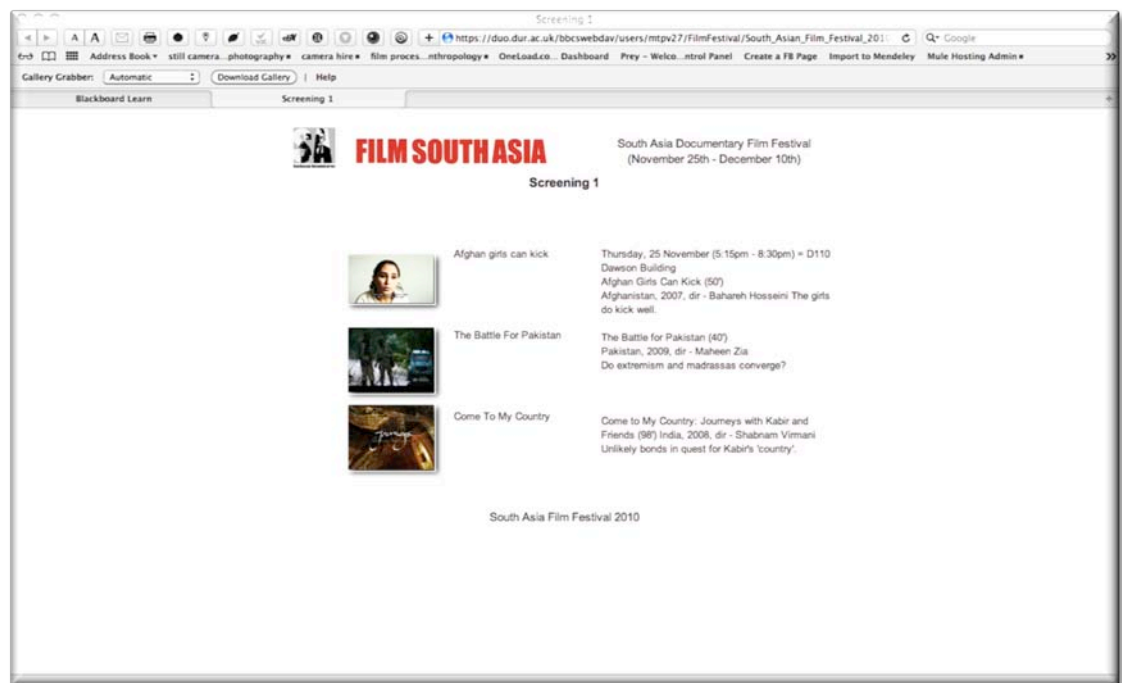 Screening 1
A A + https://duo.dur.ac.uk/bbcswebdav/users/mtpv27/FilmFestival/South_Asian_Film_Festival_201 Google
Address Book still camera...photography camera hire film proces...nthropology OneLoad.co... Dashboard Prey – Welco...ntrol Panel Create a FB Page Import to Mendeley Mule Hosting Admin
Gallery Grabber: Automatic Download Gallery | Help
Blackboard Learn Screening 1
FILM SOUTH ASIA
South Asia Documentary Film Festival
(November 25th - December 10th)
Screening 1
Afghan girls can kick
Thursday, 25 November (5:15pm - 8:30pm) = D110
Dawson Building
Afghan Girls Can Kick (50')
Afghanistan, 2007, dir - Bahareh Hosseini The girls
do kick well.
The Battle For Pakistan
The Battle for Pakistan (40')
Pakistan, 2009, dir - Maheen Zia
Do extremism and madrassas converge?
Come To My Country
Come to My Country: Journeys with Kabir and
Friends (98') India, 2008, dir - Shabnam Virmani
Unlikely bonds in quest for Kabir's 'country'.
South Asia Film Festival 2010